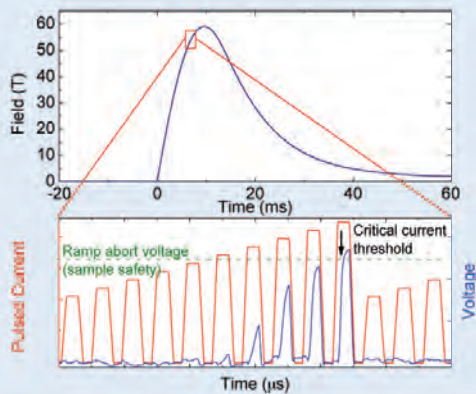 60
50
40
30
20
10
0
Field (T)
-20 0 20 40 60
Time (ms)
Ramp abort voltage
(sample safety)
Critical current
threshold
Pulsed Current
Voltage
Time (μs)